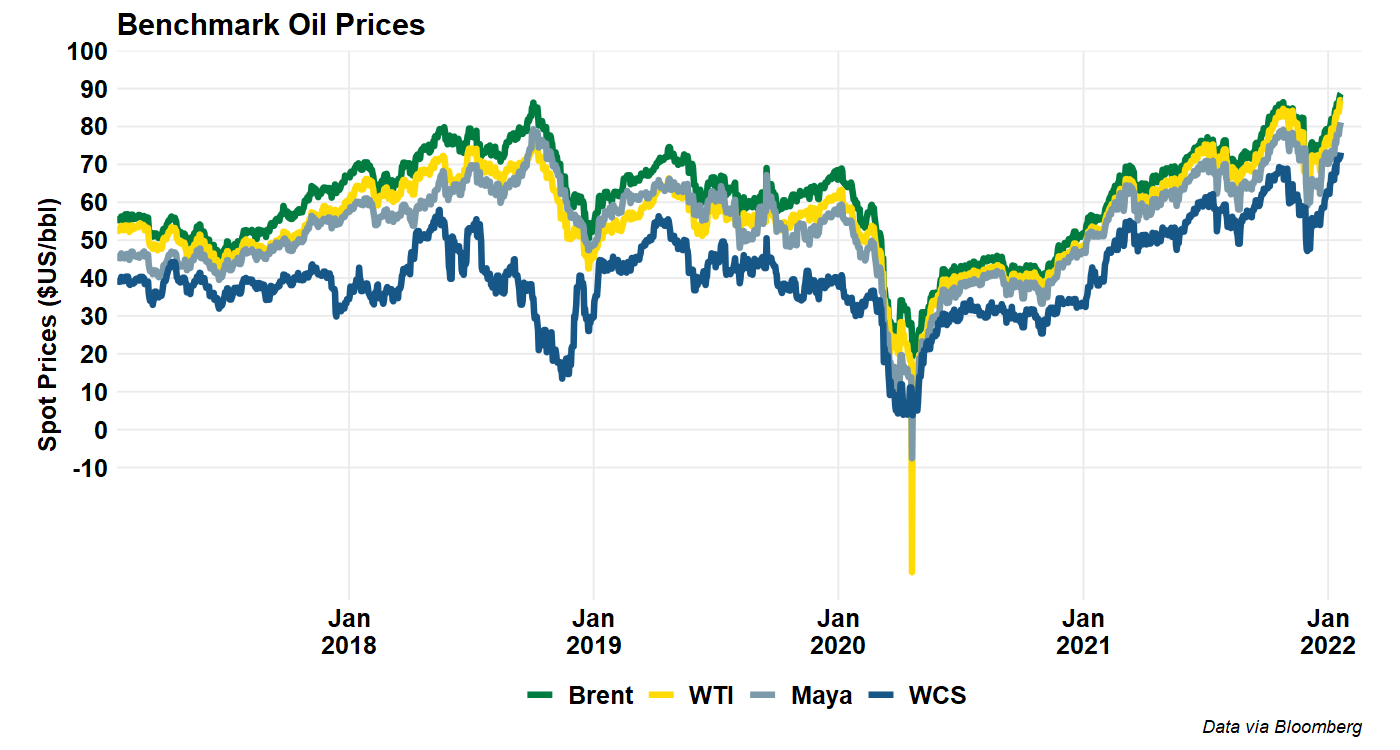 Benchmark Oil Prices
Spot Prices ($US/bbl)
100
90
80
70
60
50
40
30
20
10
0
-10
Jan Jan Jan Jan Jan
2018 2019 2020 2021 2022
Brent WTI Maya WCS
Data via Bloomberg